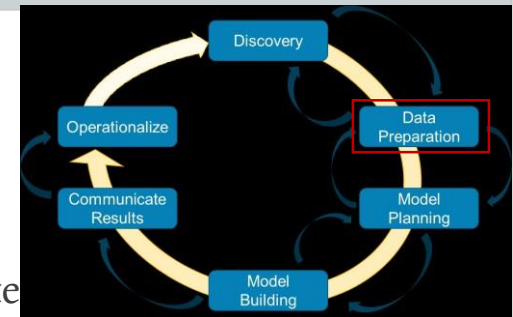 Discovery
Data
Preparation
Operationalize
Communicate
Results
Model
Planning
Model
Building